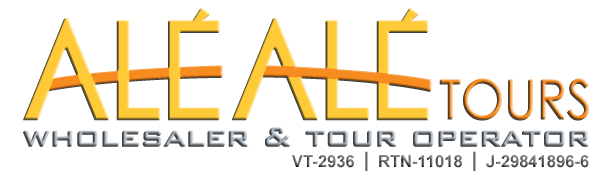 ALÉ ALÉ TOURS
WHOLESALER & TOUR OPERATOR
VT-2936 | RTN-11018 | J-29841896-6